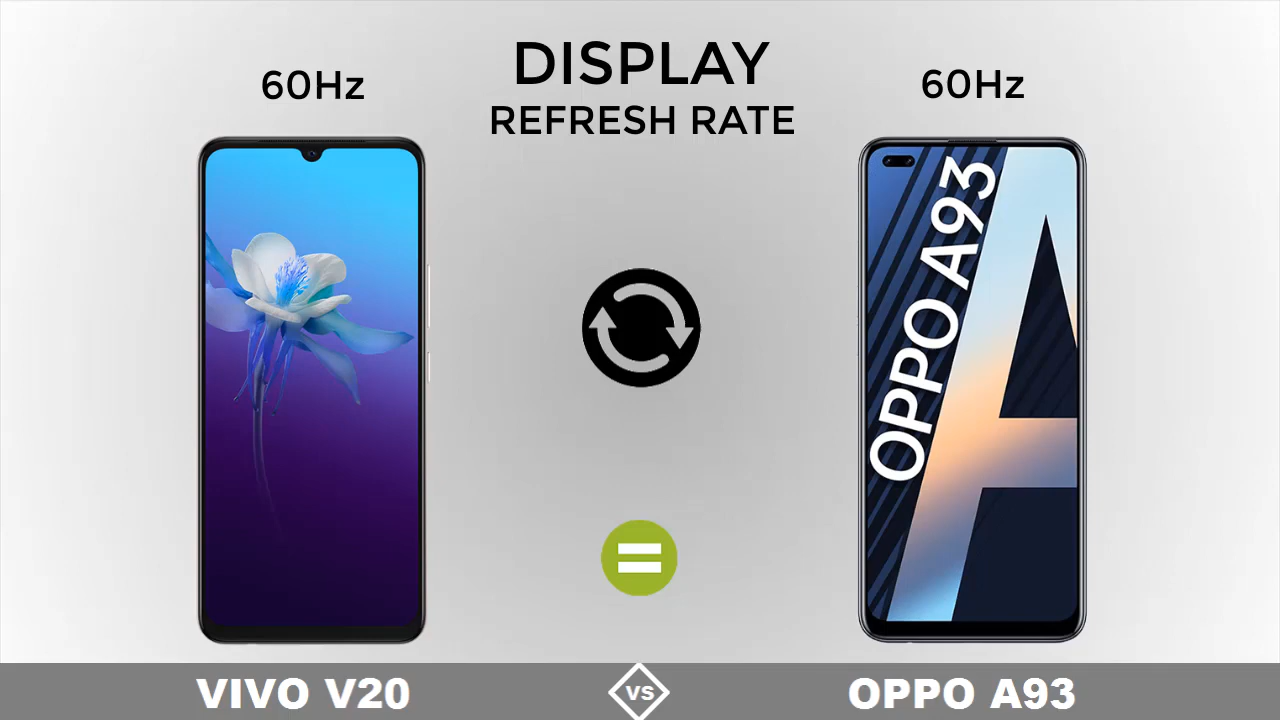 DISPLAY
REFRESH RATE
60Hz
60Hz
OPPO A93
VIVO V20
VS
OPPO A93